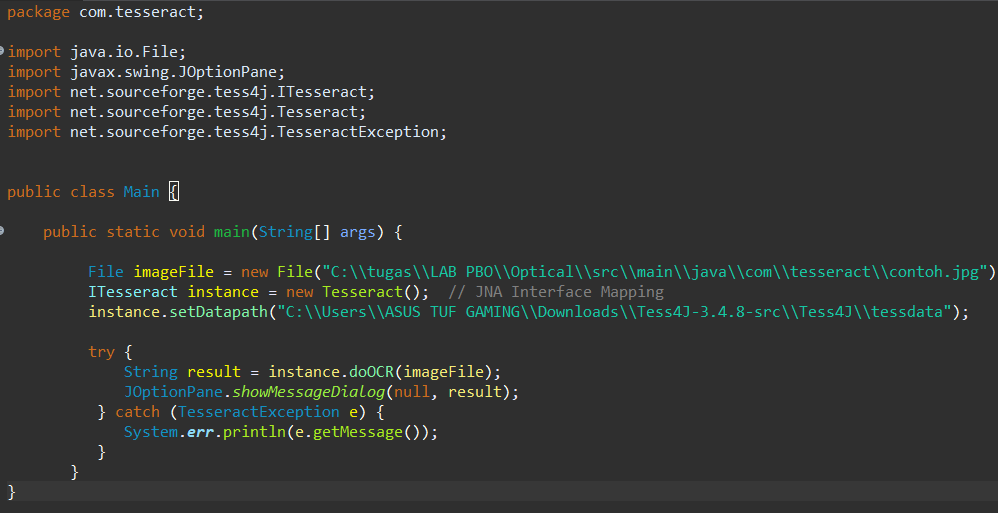 package com.tesseract;
import java.io.File;
import javax.swing.JOptionPane;
import net.sourceforge.tess4j.ITesseract;
import net.sourceforge.tess4j.Tesseract;
import net.sourceforge.tess4j.TesseractException;
public class Main {
public static void main(String[] args) {
File imageFile = new File("C:\\tugas\\LAB PBO\\Optical\\src\\main\\java\\com\\tesseract\\contoh.jpg")
ITesseract instance = new Tesseract();  // JNA Interface Mapping
instance.setDatapath("C:\\Users\\ASUS TUF GAMING\\Downloads\\Tess4J-3.4.8-src\\Tess4J\\tessdata");
try {
String result = instance.doOCR(imageFile);
JOptionPane.showMessageDialog(null, result);
} catch (TesseractException e) {
System.err.println(e.getMessage());
}
}
}